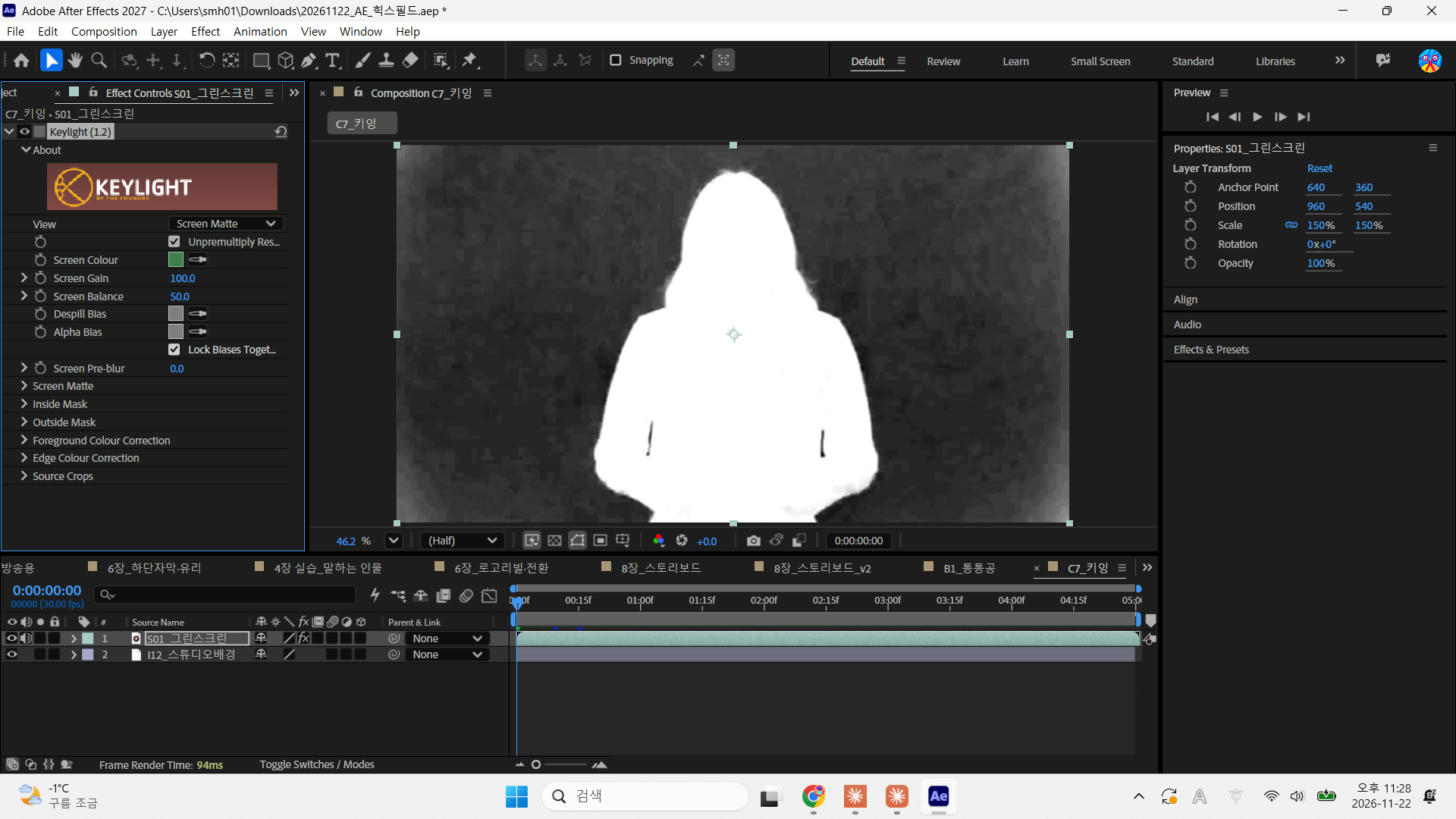 Adobe After Effects 2027 - C:\Users\smh01\Downloads\20261122_AE_힉스필드.aep *
File Edit Composition Layer Effect Animation View Window Help
Snapping
Default Review Learn Small Screen Standard Libraries
ject Effect Controls S01_그린스크린
Composition C7_키잉
Preview
C7_키잉 • S01_그린스크린
C7_키잉
Keylight (1.2)
About
KEYLIGHT
BY THE FOUNDRY
View Screen Matte
Unpremultiply Res...
Screen Colour
Screen Gain 100.0
Screen Balance 50.0
Despill Bias
Alpha Bias
Lock Biases Toget...
Screen Pre-blur 0.0
Screen Matte
Inside Mask
Outside Mask
Foreground Colour Correction
Edge Colour Correction
Source Crops
Properties: S01_그린스크린
Layer Transform Reset
Anchor Point 640 360
Position 960 540
Scale 150% 150%
Rotation 0x+0°
Opacity 100%
Align
Audio
Effects & Presets
46.2 % (Half) +0.0 0:00:00:00
방송용 6장_하단자막·유리 4장 실습_말하는 인물 6장_로고리빌.전환 8장_스토리보드 8장_스토리보드_v2 B1_통통공 C7_키잉
0:00:00:00
00000 (30.00 fps)
00:15f 01:00f 01:15f 02:00f 02:15f 03:00f 03:15f 04:00f 04:15f
# Source Name fx Parent & Link
1 S01_그린스크린 fx None
2 I12_스튜디오배경 None
Frame Render Time: 94ms Toggle Switches / Modes
-1°C
구름 조금
검색
Ae
오후 11:28
2026-11-22